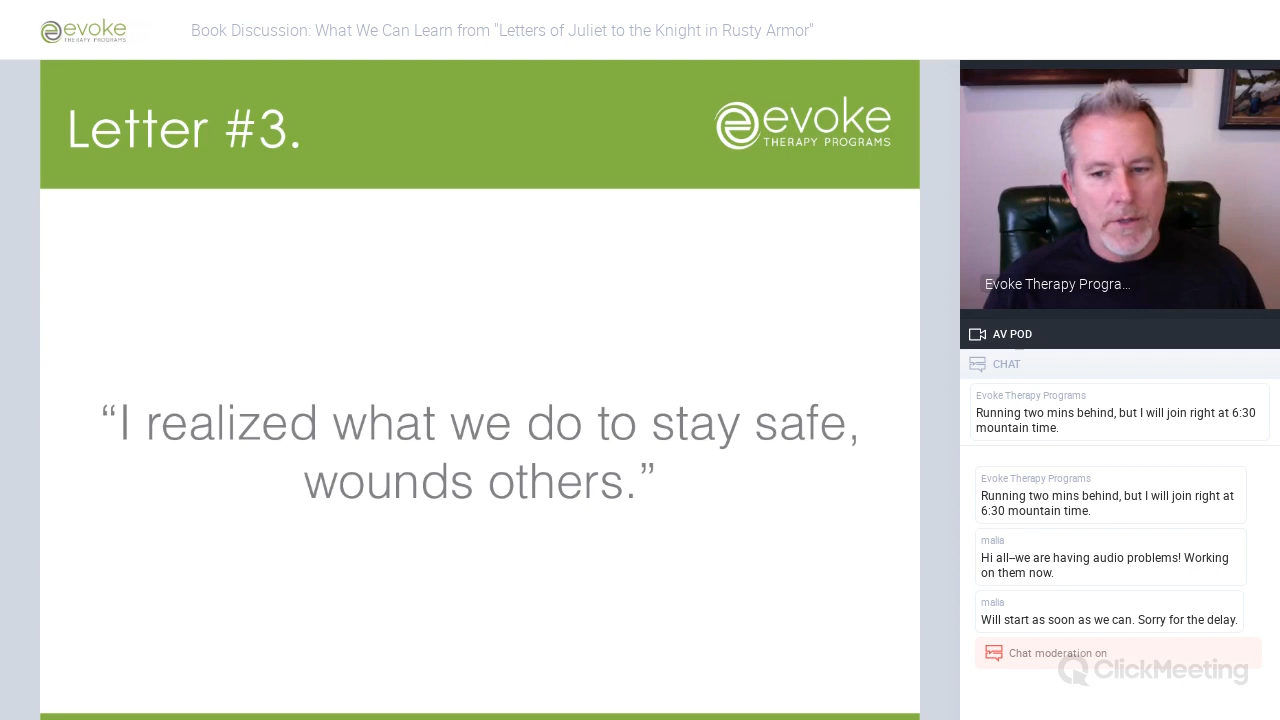 evoke
THERAPY PROGRAMS
Book Discussion: What We Can Learn from "Letters of Juliet to the Knight in Rusty Armor"
Letter #3.
evoke
THERAPY PROGRAMS
“I realized what we do to stay safe,
wounds others.”
Evoke Therapy Progra...
AV POD
CHAT
Evoke Therapy Programs
Running two mins behind, but I will join right at 6:30
mountain time.
Evoke Therapy Programs
Running two mins behind, but I will join right at
6:30 mountain time.
malia
Hi all--we are having audio problems! Working
on them now.
malia
Will start as soon as we can. Sorry for the delay.
Chat moderation on
ClickMeeting